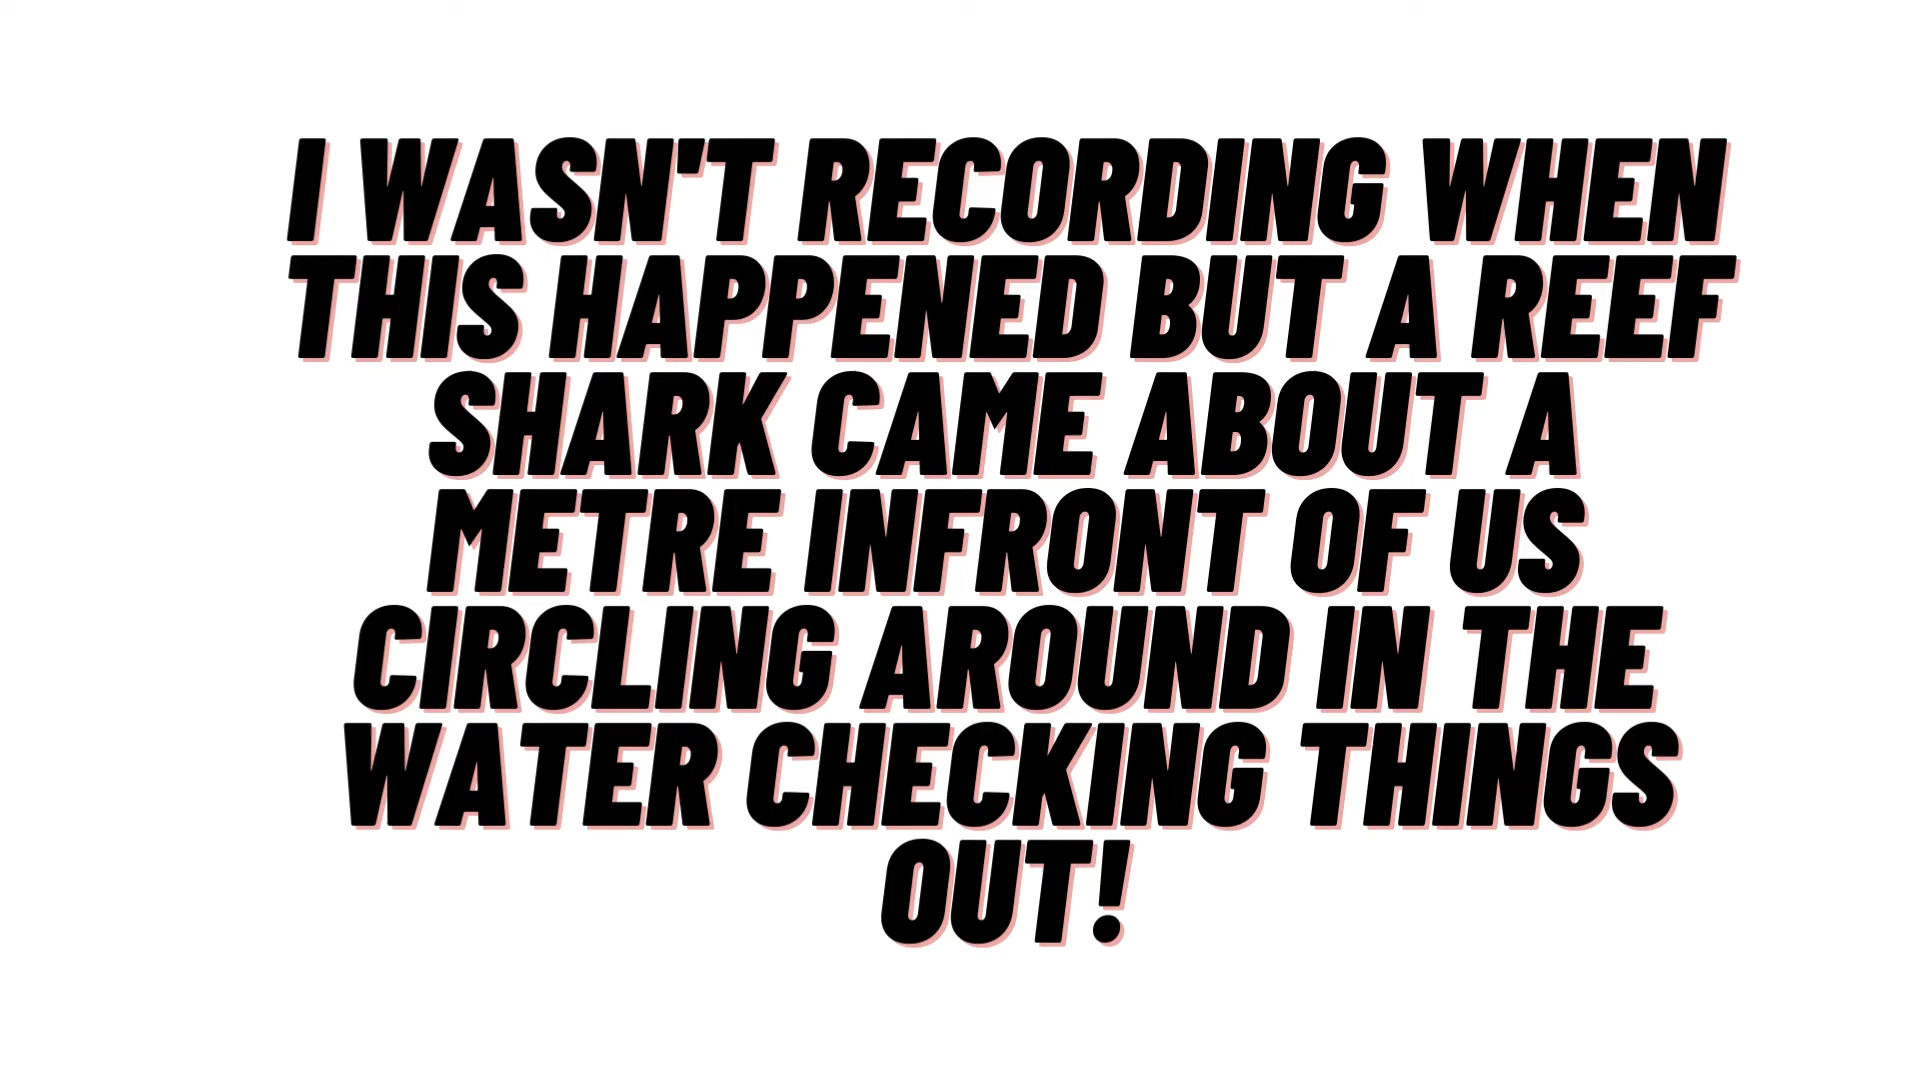 I WASN'T RECORDING WHEN
THIS HAPPENED BUT A REEF
SHARK CAME ABOUT A
METRE INFRONT OF US
CIRCLING AROUND IN THE
WATER CHECKING THINGS
OUT!